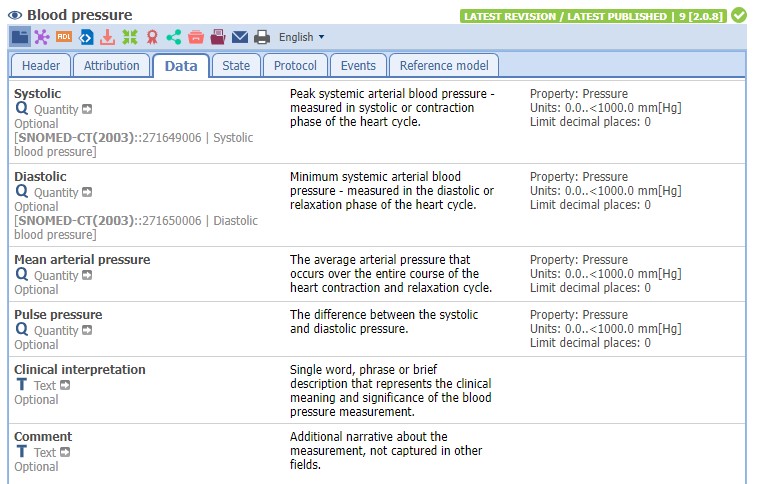 Blood pressure
LATEST REVISION / LATEST PUBLISHED | 9 [2.0.8]
ADL
English
Header
Attribution
Data
State
Protocol
Events
Reference model
Systolic
Q Quantity
Optional
[SNOMED-CT(2003)::271649006 | Systolic
blood pressure]
Peak systemic arterial blood pressure -
measured in systolic or contraction
phase of the heart cycle.
Property: Pressure
Units: 0.0..<1000.0 mm[Hg]
Limit decimal places: 0
Diastolic
Q Quantity
Optional
[SNOMED-CT(2003)::271650006 | Diastolic
blood pressure]
Minimum systemic arterial blood
pressure - measured in the diastolic or
relaxation phase of the heart cycle.
Property: Pressure
Units: 0.0..<1000.0 mm[Hg]
Limit decimal places: 0
Mean arterial pressure
Q Quantity
Optional
The average arterial pressure that
occurs over the entire course of the
heart contraction and relaxation cycle.
Property: Pressure
Units: 0.0..<1000.0 mm[Hg]
Limit decimal places: 0
Pulse pressure
Q Quantity
Optional
The difference between the systolic
and diastolic pressure.
Property: Pressure
Units: 0.0..<1000.0 mm[Hg]
Limit decimal places: 0
Clinical interpretation
T Text
Optional
Single word, phrase or brief
description that represents the clinical
meaning and significance of the blood
pressure measurement.
Comment
T Text
Optional
Additional narrative about the
measurement, not captured in other
fields.